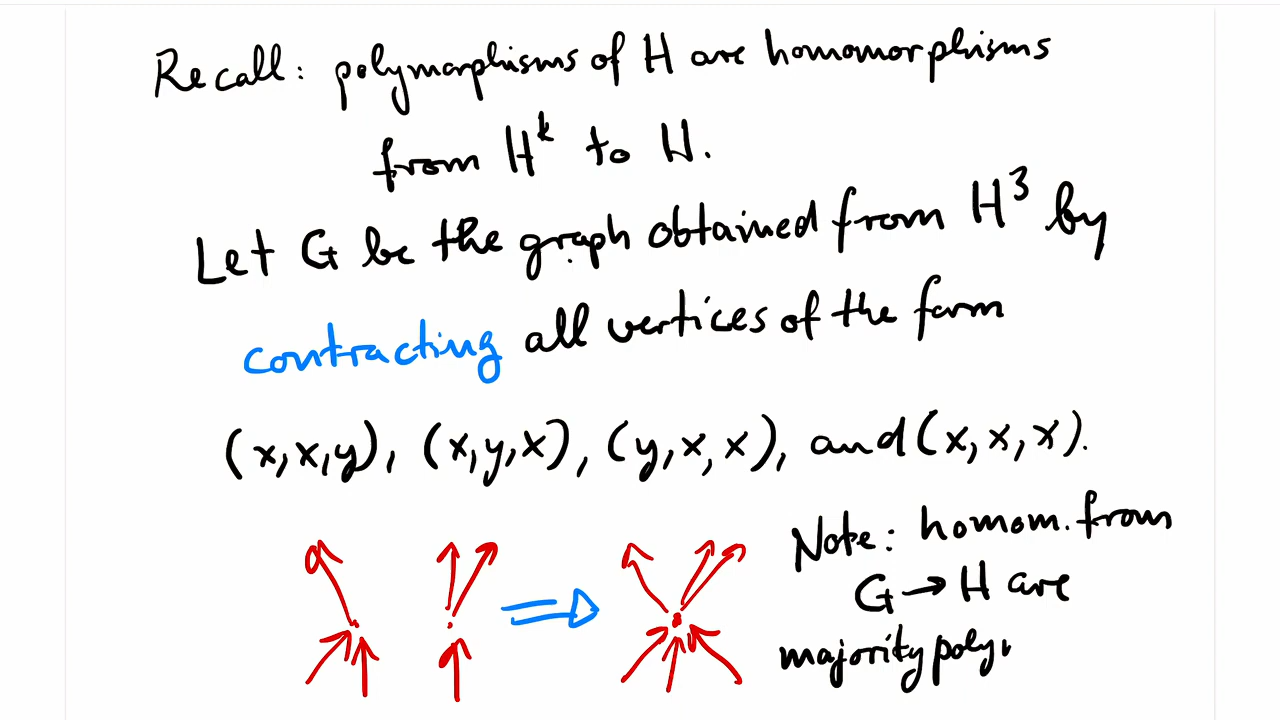 Recall: polymorphisms of H are homomorphisms
from H^k to H.
Let G be the graph obtained from H^3 by
contracting all vertices of the form
(x,x,y), (x,y,x), (y,x,x), and (x,x,x).
Note: homom. from
G → H are
majority poly